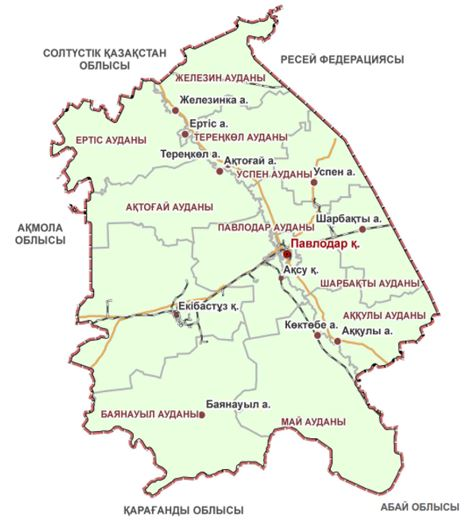 СОЛТҮСТІК ҚАЗАҚСТАН
ОБЛЫСЫ
РЕСЕЙ ФЕДЕРАЦИЯСЫ
ЖЕЛЕЗИН АУДАНЫ
Железинка а.
Ертіс а.
ЕРТІС АУДАНЫ
ТЕРЕҢКӨЛ АУДАНЫ
Тереңкөл а.
Ақтоғай а.
УСПЕН АУДАНЫ
Успен а.
АҚТОҒАЙ АУДАНЫ
Шарбақты а.
ПАВЛОДАР АУДАНЫ
АҚМОЛА
ОБЛЫСЫ
Павлодар қ.
Ақсу қ.
ШАРБАҚТЫ АУДАНЫ
Екібастұз қ.
АҚҚУЛЫ АУДАНЫ
Көктөбе а.
Аққулы а.
Баянауыл а.
БАЯНАУЫЛ АУДАНЫ
МАЙ АУДАНЫ
ҚАРАҒАНДЫ ОБЛЫСЫ
АБАЙ ОБЛЫСЫ